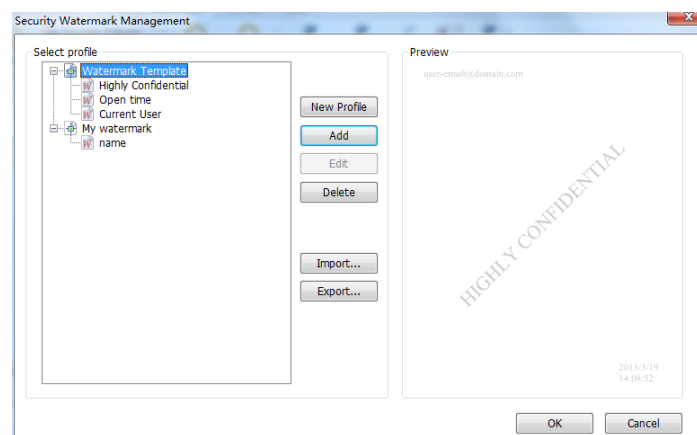 Security Watermark Management
Select profile
Watermark Template
Highly Confidential
Open time
Current User
My watermark
name
New Profile
Add
Edit
Delete
Import...
Export...
Preview
user-email@domain.com
HIGHLY CONFIDENTIAL
2013/3/19
14:08:52
OK
Cancel